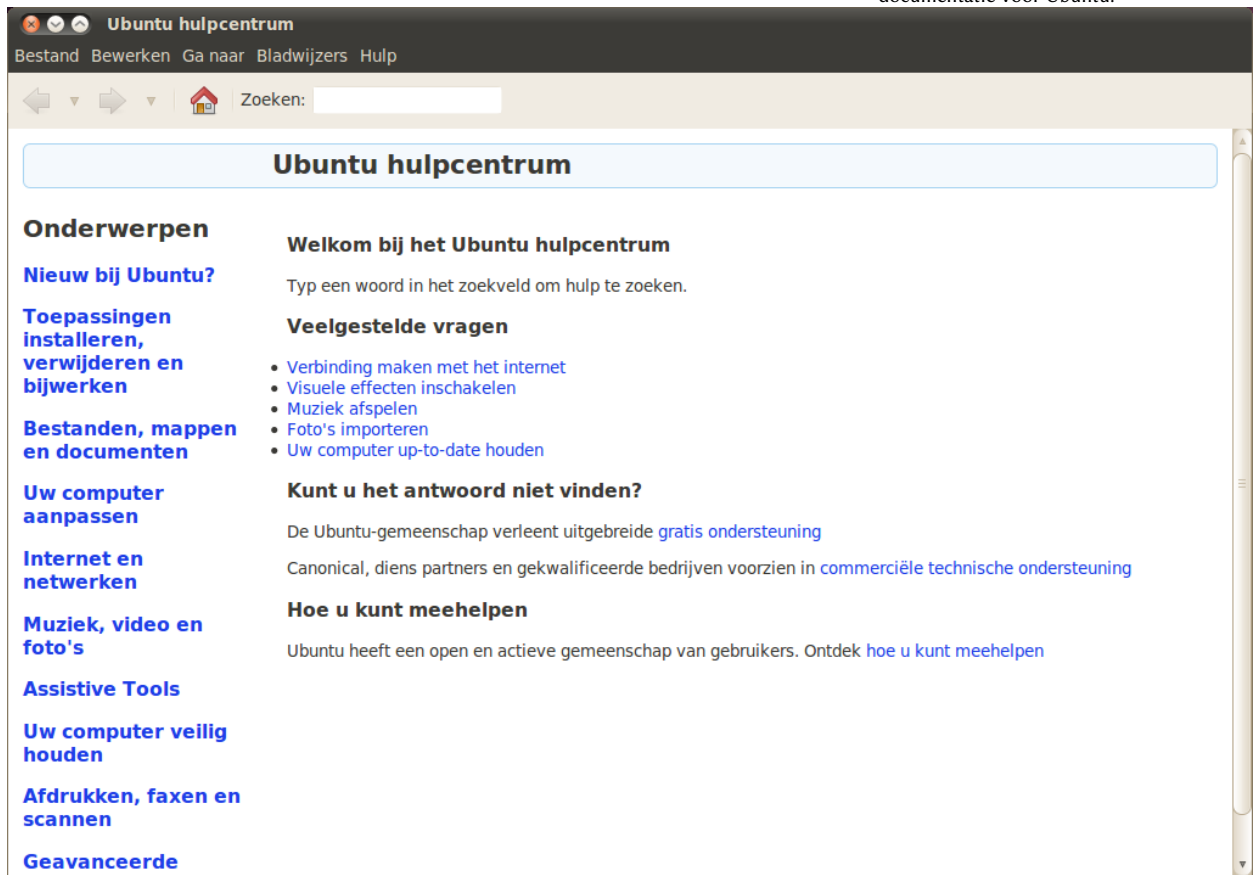 documentatie voor Ubuntu.
Ubuntu hulpcentrum
Bestand Bewerken Ga naar Bladwijzers Hulp
Zoeken:
Ubuntu hulpcentrum
Onderwerpen
Nieuw bij Ubuntu?
Toepassingen
installeren,
verwijderen en
bijwerken
Bestanden, mappen
en documenten
Uw computer
aanpassen
Internet en
netwerken
Muziek, video en
foto's
Assistive Tools
Uw computer veilig
houden
Afdrukken, faxen en
scannen
Geavanceerde
Welkom bij het Ubuntu hulpcentrum
Typ een woord in het zoekveld om hulp te zoeken.
Veelgestelde vragen
• Verbinding maken met het internet
• Visuele effecten inschakelen
• Muziek afspelen
• Foto's importeren
• Uw computer up-to-date houden
Kunt u het antwoord niet vinden?
De Ubuntu-gemeenschap verleent uitgebreide gratis ondersteuning
Canonical, diens partners en gekwalificeerde bedrijven voorzien in commerciële technische ondersteuning
Hoe u kunt meehelpen
Ubuntu heeft een open en actieve gemeenschap van gebruikers. Ontdek hoe u kunt meehelpen